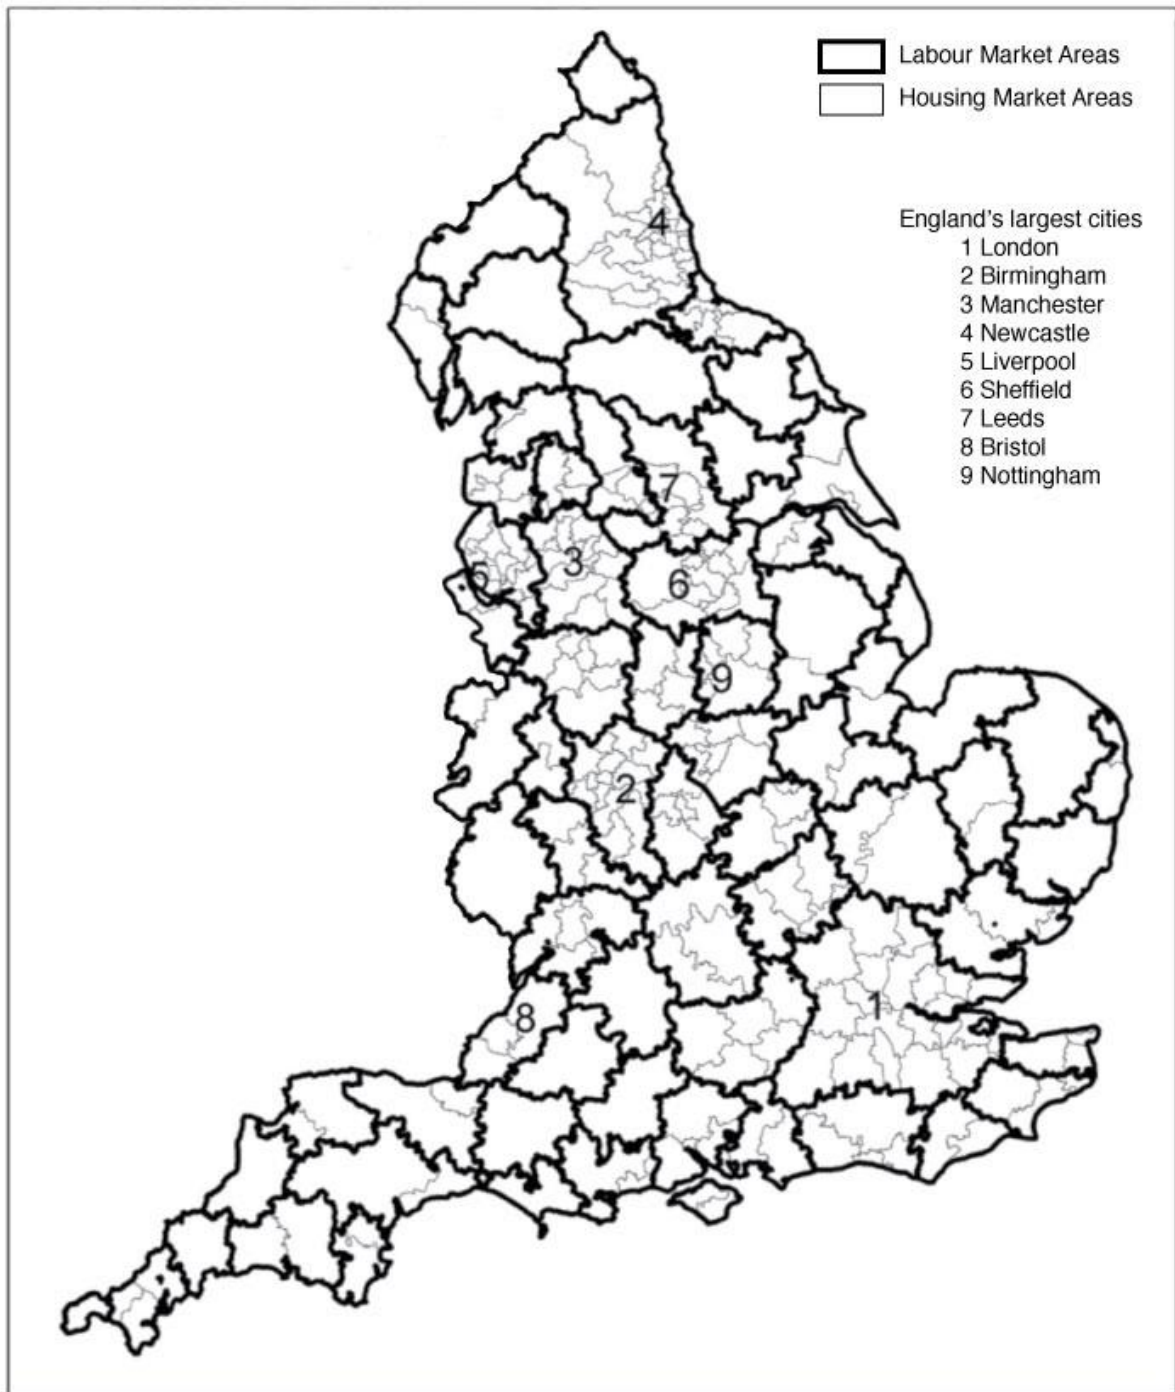 Labour Market Areas
Housing Market Areas
England's largest cities
1 London
2 Birmingham
3 Manchester
4 Newcastle
5 Liverpool
6 Sheffield
7 Leeds
8 Bristol
9 Nottingham
4
7
3
5
6
9
2
1
8